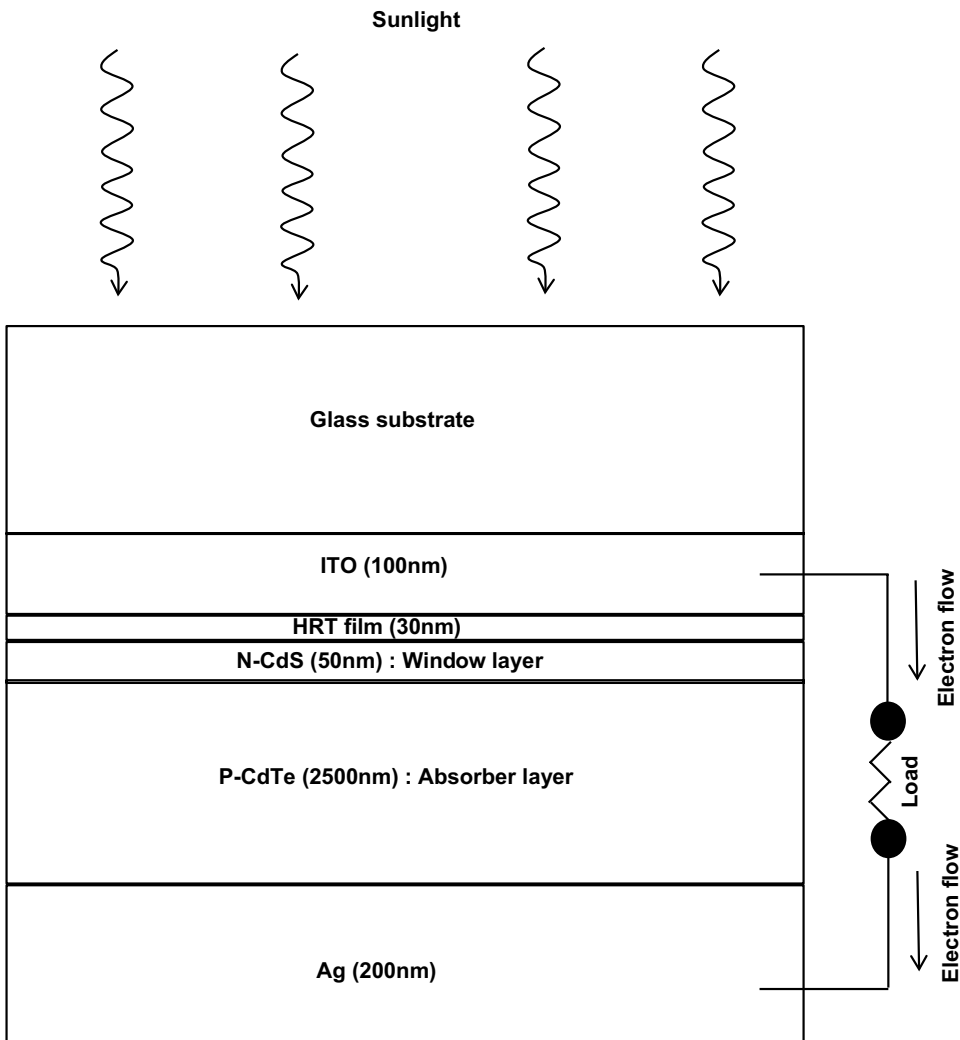 Sunlight
Glass substrate
ITO (100nm)
HRT film (30nm)
N-CdS (50nm) : Window layer
P-CdTe (2500nm) : Absorber layer
Ag (200nm)
Electron flow
Load
Electron flow